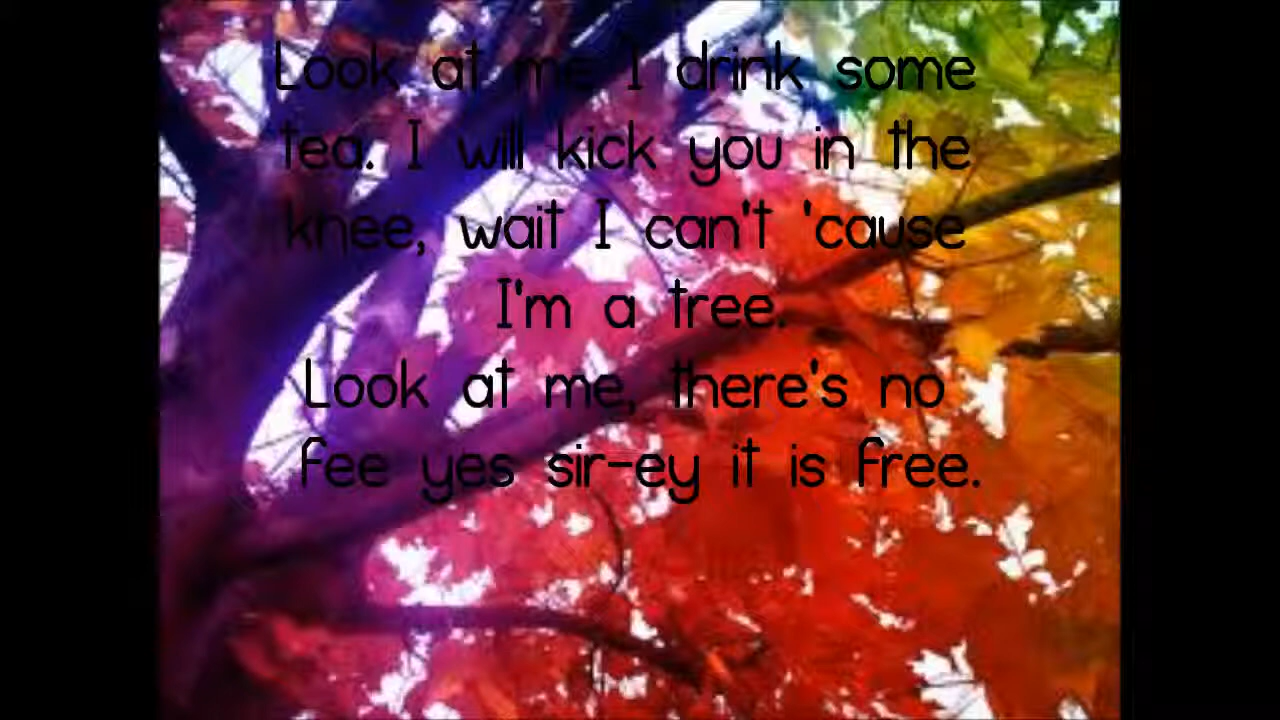 Look at me I drink some
tea. I will kick you in the
knee, wait I can't 'cause
I'm a tree.
Look at me, there's no
fee yes sir-ey it is free.